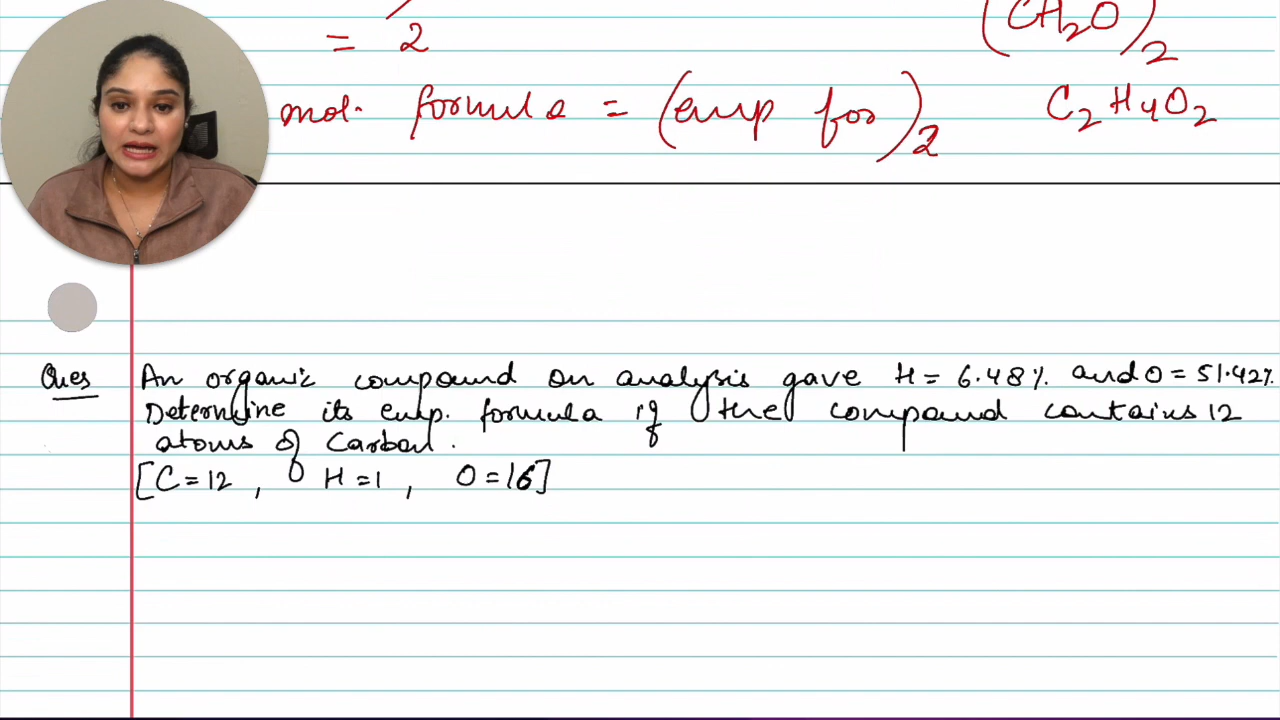 = 2
(CH2O)2
mol. formula = (emp for)2 C2H4O2
Ques An organic compound on analysis gave H = 6.48% and O = 51.42%.
Determine its emp. formula if the compound contains 12
atoms of Carbon.
[C = 12 , H = 1 , O = 16]